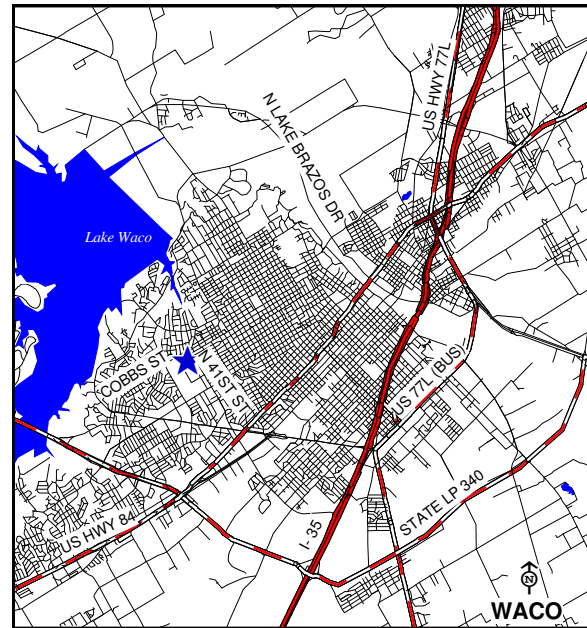 US HWY 77L
N LAKE BRAZOS DR
Lake Waco
COBBS ST
N 41ST ST
US 77L (BUS)
STATE LP 340
US HWY 84
I- 35
N
WACO